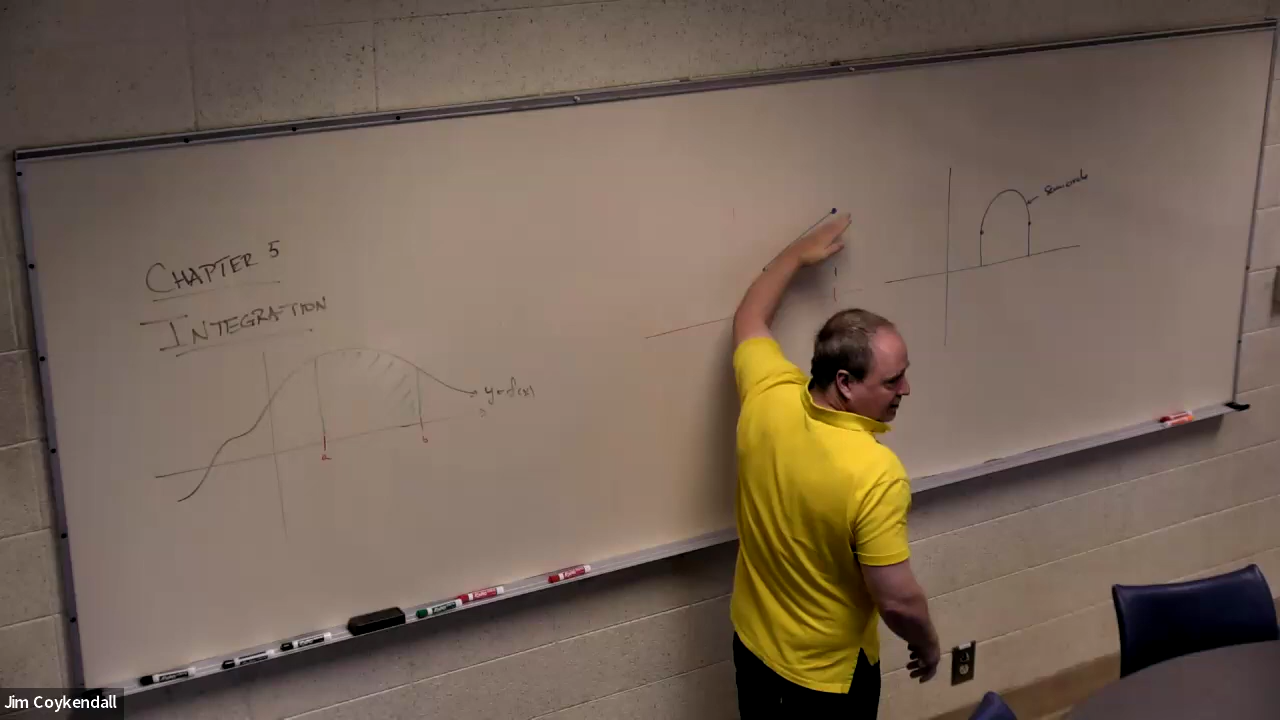 CHAPTER 5
INTEGRATION
y=f(x)
a
b
semicircle
Jim Coykendall